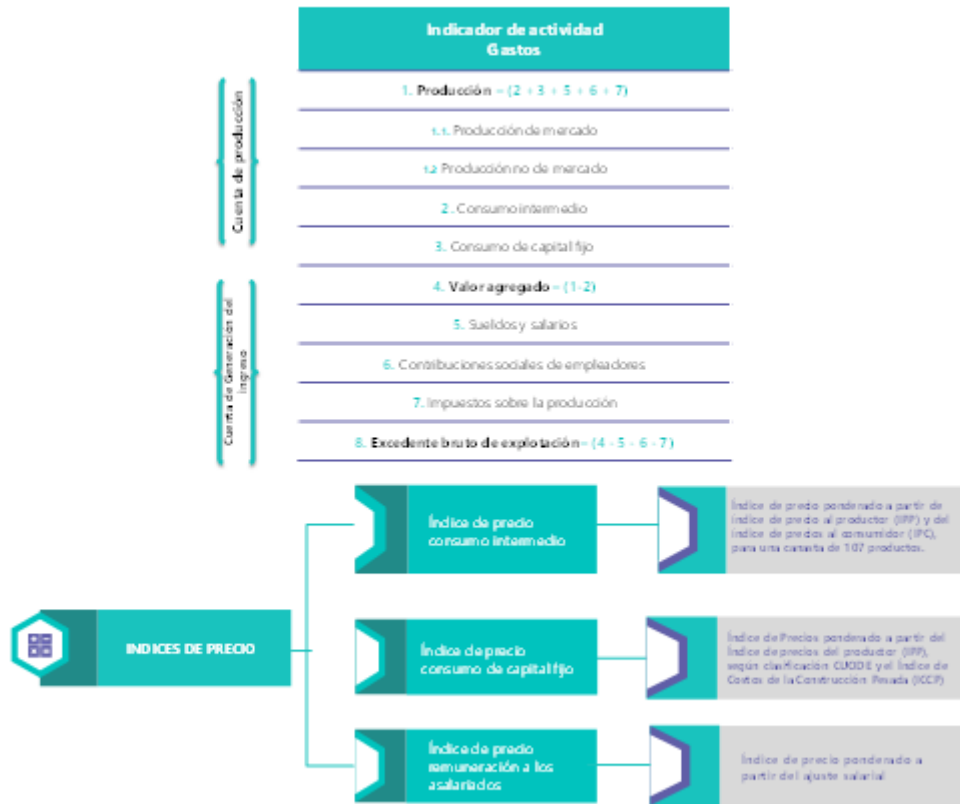 Indicador de actividad
Gastos
Cuenta de producción
1. Producción = (2 + 3 + 5 + 6 + 7)
1.1. Producción de mercado
1.2 Producción no de mercado
2. Consumo intermedio
3. Consumo de capital fijo
Cuenta de Generación del
ingreso
4. Valor agregado = (1-2)
5. Sueldos y salarios
6. Contribuciones sociales de empleadores
7. Impuestos sobre la producción
8. Excedente bruto de explotación = (4 - 5 - 6 - 7)
INDICES DE PRECIO
Índice de precio
consumo intermedio
Índice de precio ponderado a partir de
índice de precio al productor (IPP) y del
índice de precios al consumidor (IPC),
para una canasta de 107 productos.
Índice de precio
consumo de capital fijo
Índice de Precios ponderado a partir del
Índice de precios del productor (IPP),
según clasificación CUODE y el Índice de
Costos de la Construcción Pesada (ICCP)
Índice de precio
remuneración a los
asalariados
Índice de precio ponderado a
partir del ajuste salarial